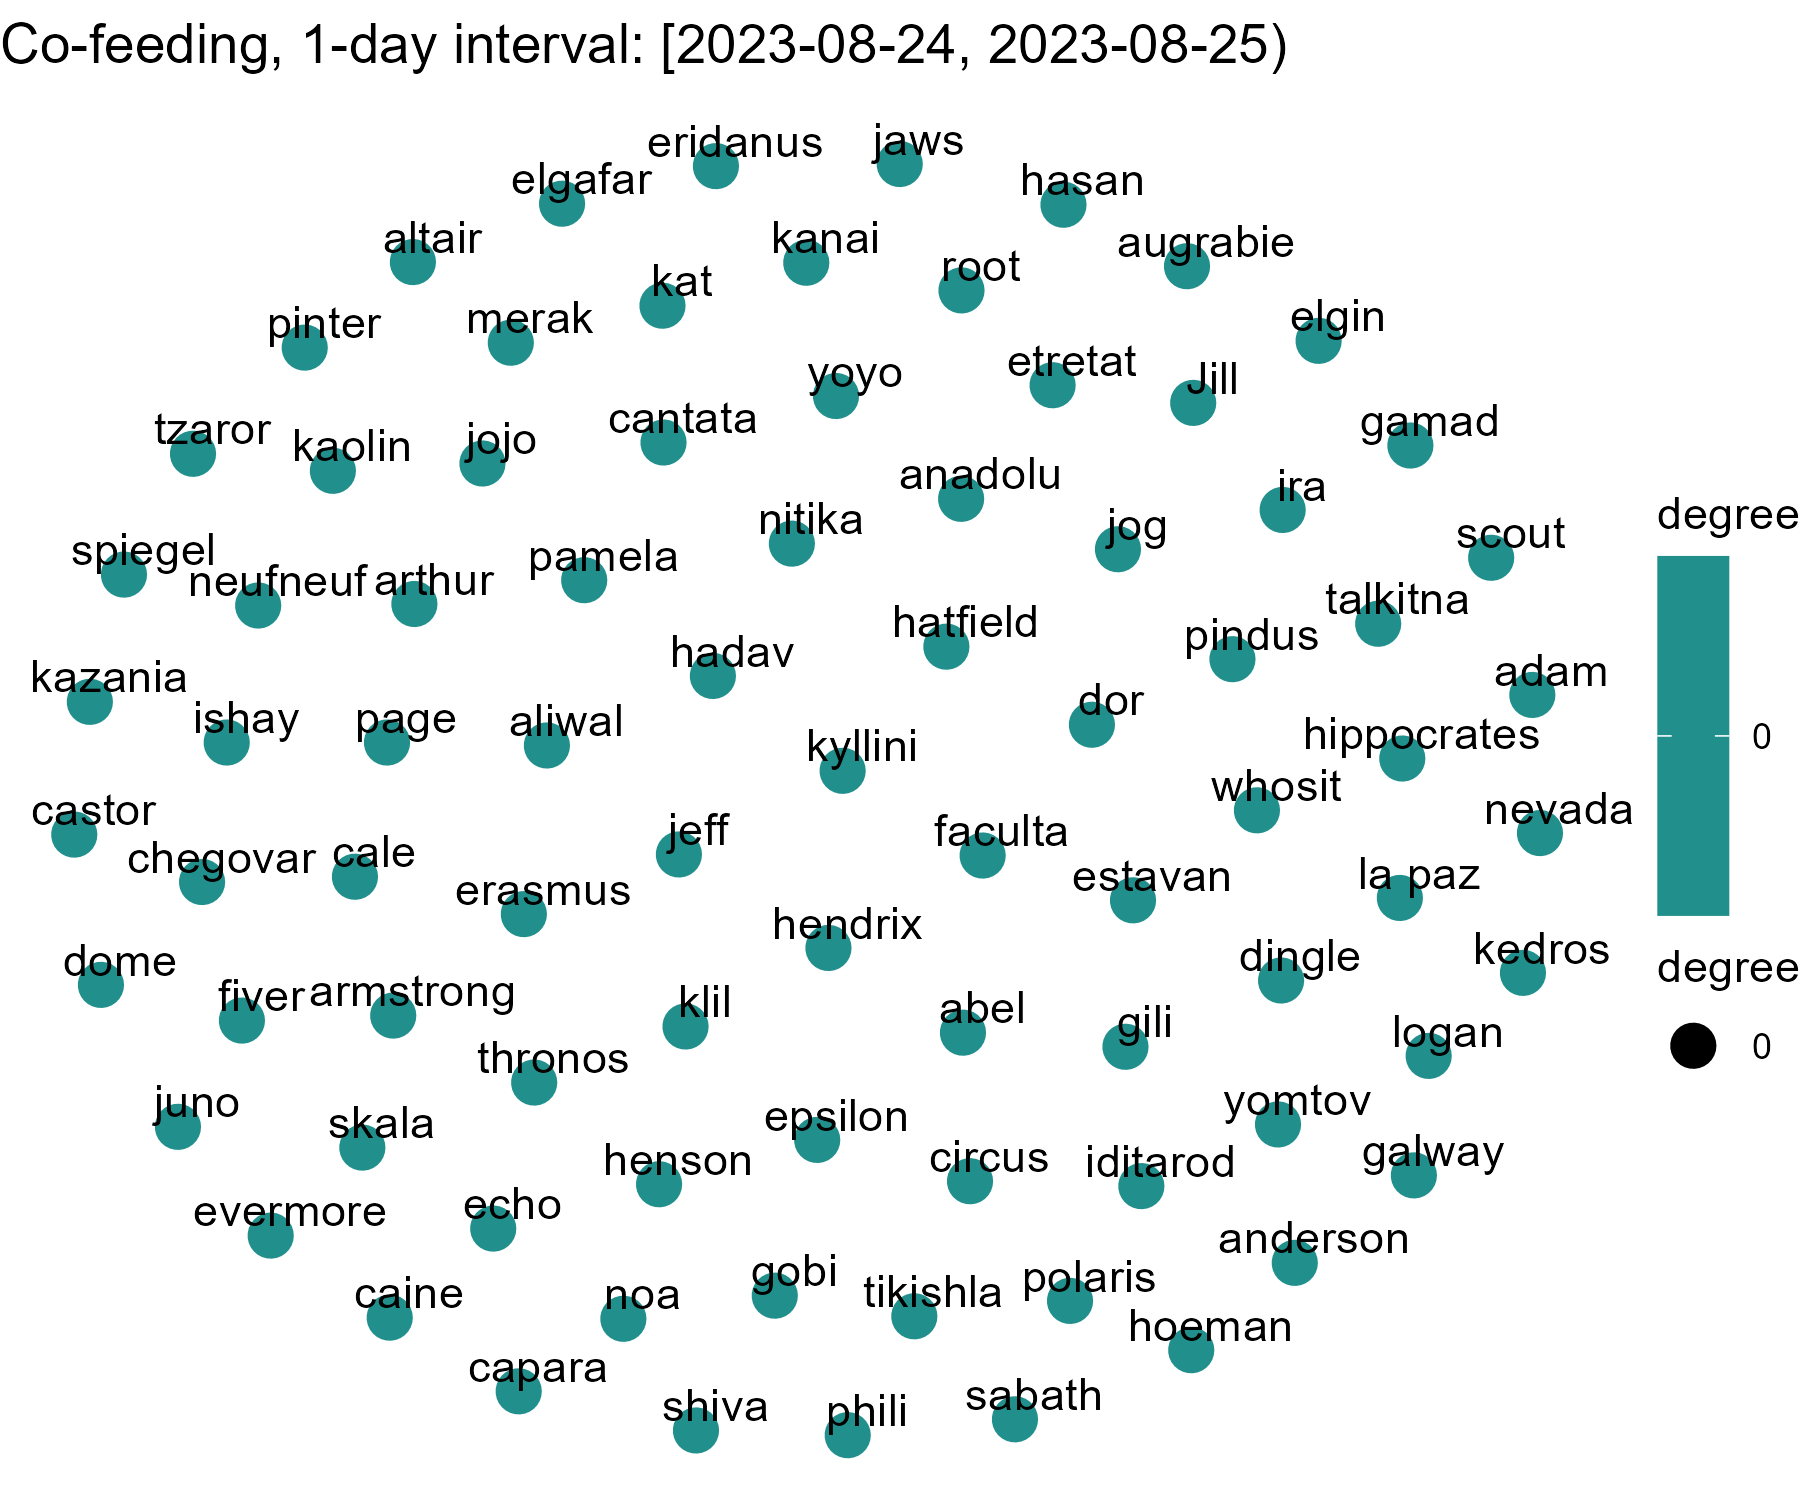 Co-feeding, 1-day interval: [2023-08-24, 2023-08-25)
eridanus
jaws
elgafar
hasan
altair
kanai
augrabie
root
kat
pinter
merak
elgin
etretat
yoyo
Jill
cantata
gamad
tzaror
kaolin
jojo
anadolu
ira
nitika
jog
scout
spiegel
neufneuf
arthur
pamela
talkitna
hatfield
pindus
hadav
kazania
adam
dor
ishay
page
aliwal
hippocrates
kyllini
whosit
castor
nevada
jeff
faculta
chegovar
cale
estavan
la paz
erasmus
hendrix
dome
dingle
kedros
fiver
armstrong
klil
abel
gili
logan
thronos
juno
skala
epsilon
yomtov
henson
circus
iditarod
galway
evermore
echo
anderson
caine
noa
gobi
tikishla
polaris
hoeman
capara
shiva
phili
sabath
degree
0
degree
0